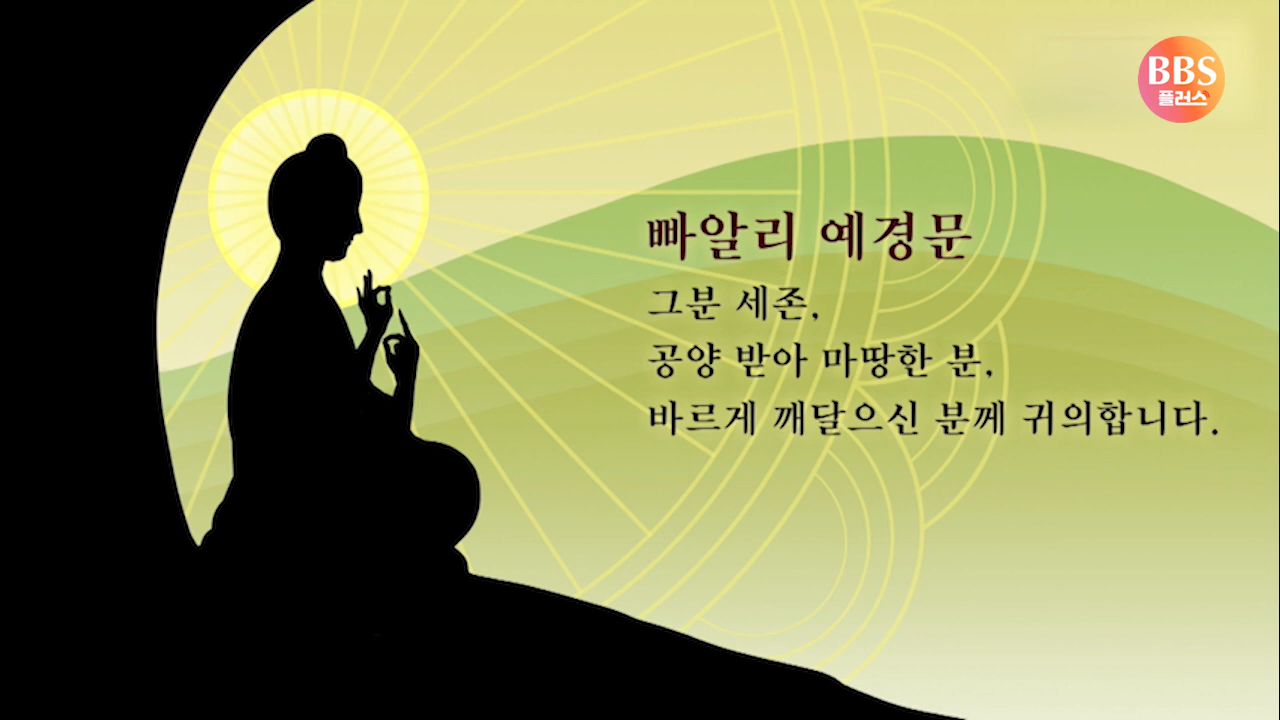 BBS
플러스
빠알리 예경문
그분 세존,
공양 받아 마땅한 분,
바르게 깨달으신 분께 귀의합니다.